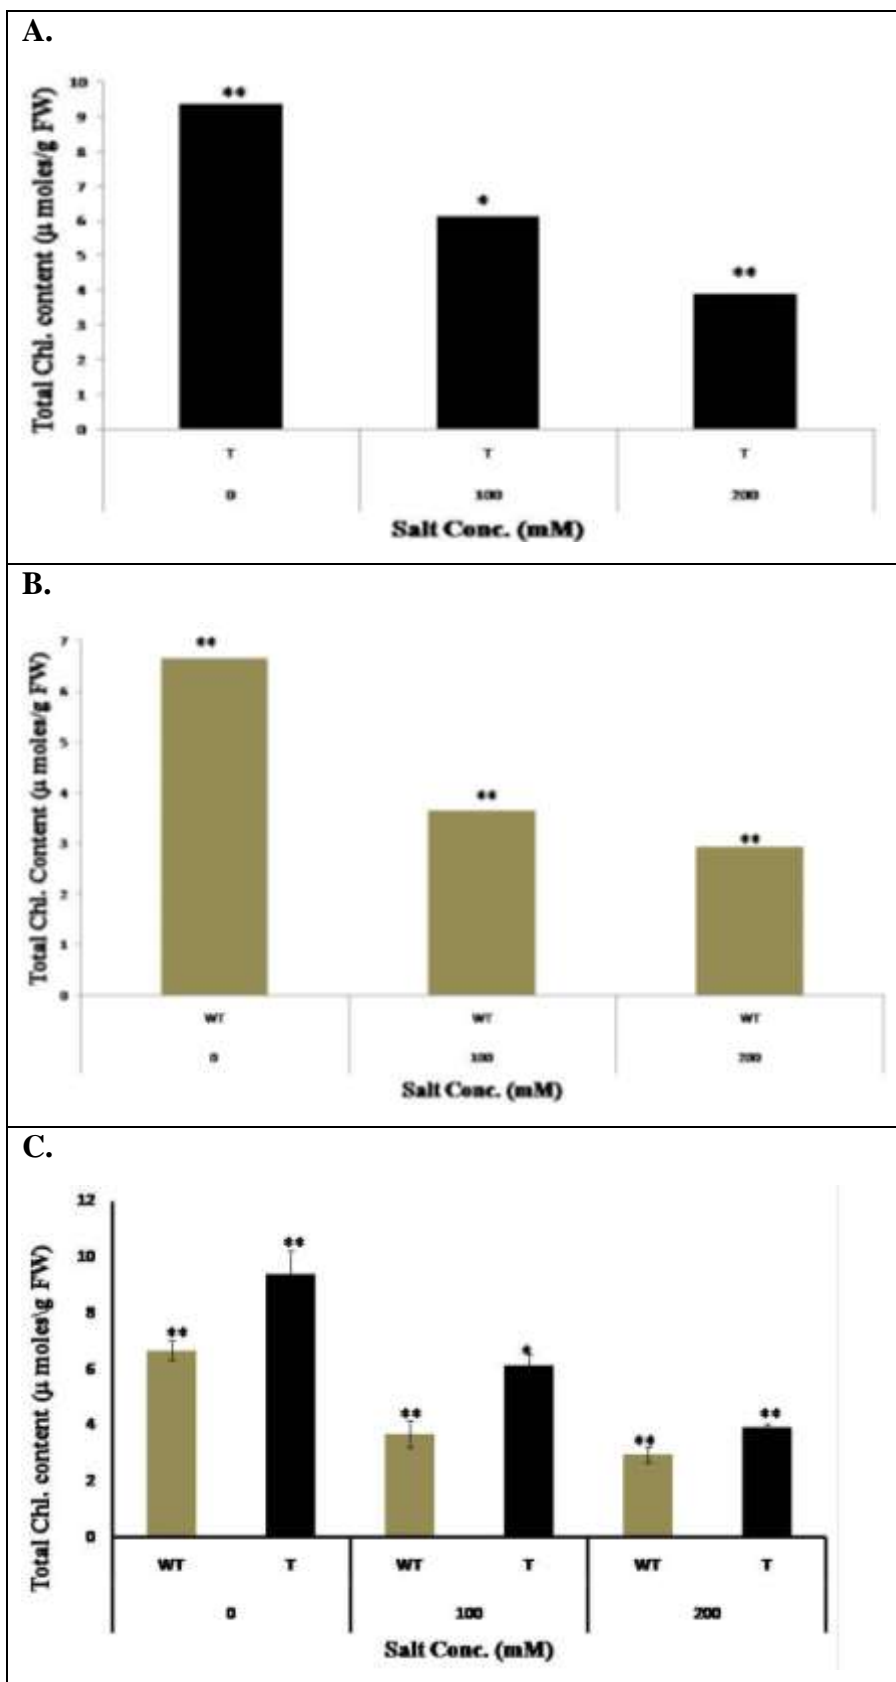 A.
Total Chl. content (µ moles/g FW)
10
9
8
7
6
5
4
3
2
1
0
**
*
**
T
T
T
0
100
200
Salt Conc. (mM)
B.
Total Chl. Content (µ moles/g FW)
7
6
5
4
3
2
1
0
**
**
**
WT
WT
WT
0
100
200
Salt Conc. (mM)
C.
Total Chl. content (µ moles\g FW)
12
10
8
6
4
2
0
**
**
**
*
**
**
WT
T
WT
T
WT
T
0
100
200
Salt Conc. (mM)